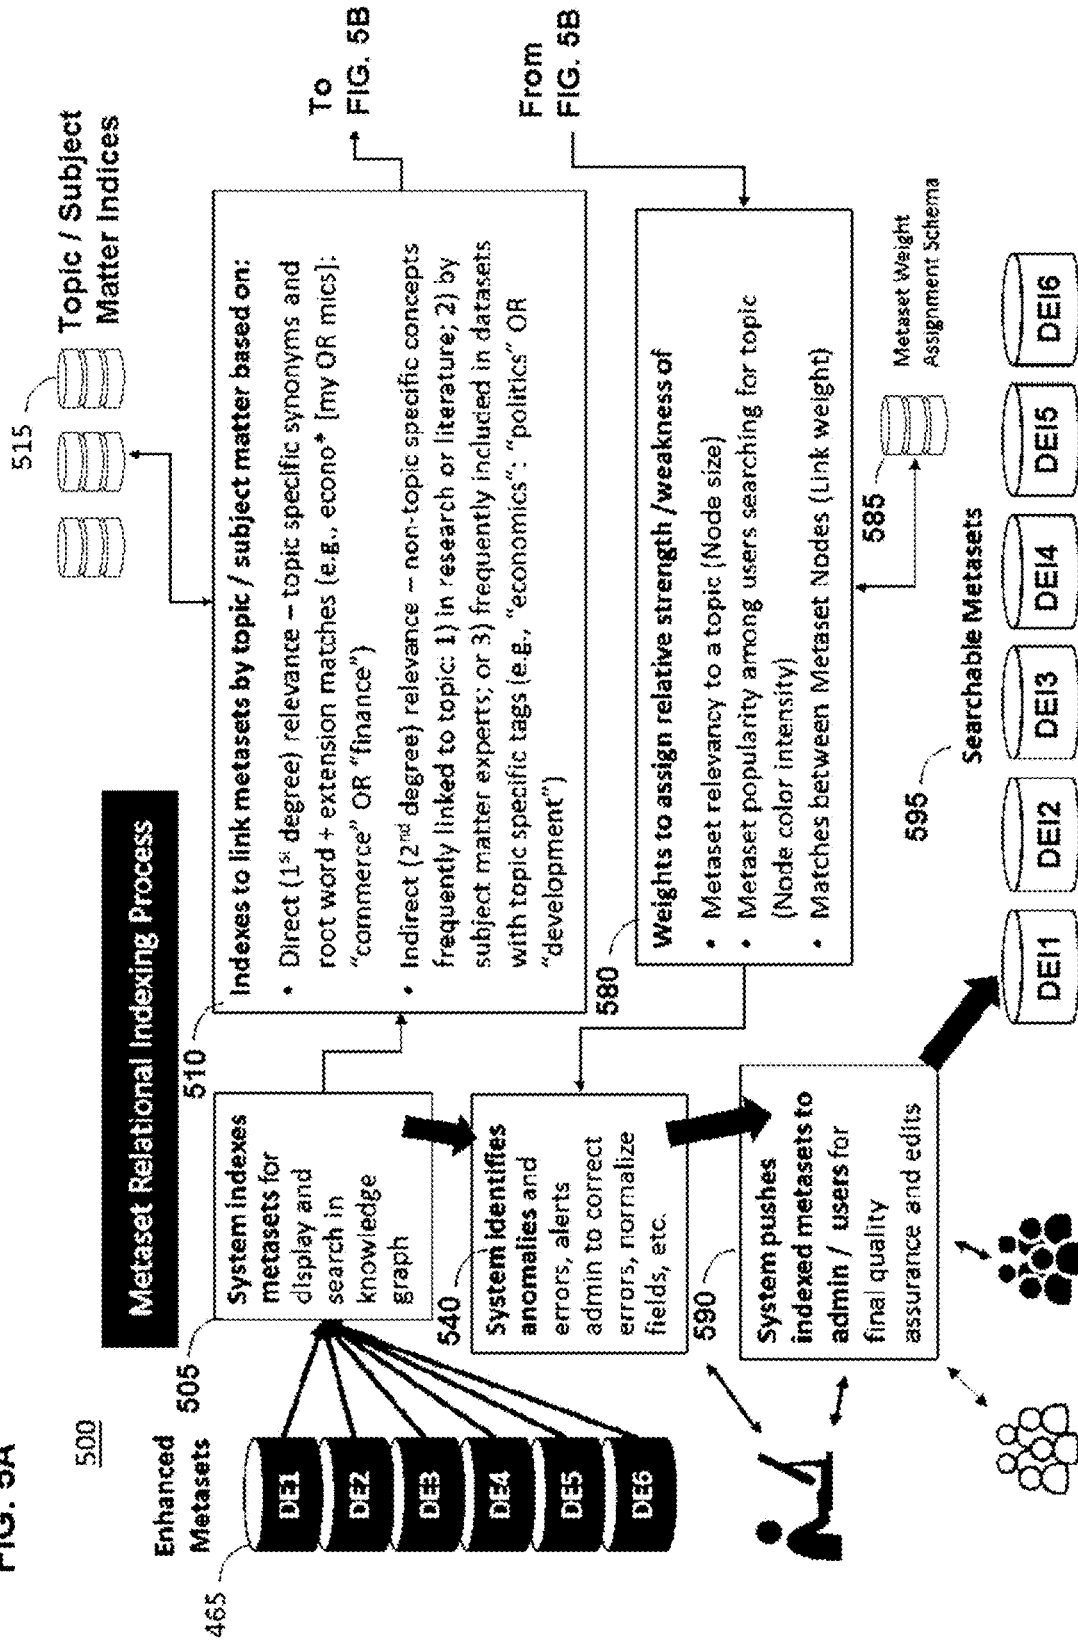 FIG. 5A
500
Metaset Relational Indexing Process
515
Topic / Subject
Matter Indices
Enhanced
Metasets
465
DE1
DE2
DE3
DE4
DE5
DE6
505
System indexes
metasets for
display and
search in
knowledge
graph
510
Indexes to link metasets by topic / subject matter based on:
• Direct (1st degree) relevance – topic specific synonyms and
root word + extension matches (e.g., econo* [my OR mics]:
"commerce" OR "finance")
• Indirect (2nd degree) relevance – non-topic specific concepts
frequently linked to topic: 1) in research or literature; 2) by
subject matter experts; or 3) frequently included in datasets
with topic specific tags (e.g., "economics": "politics" OR
"development")
To
FIG. 5B
From
FIG. 5B
540
System identifies
anomalies and
errors, alerts
admin to correct
errors, normalize
fields, etc.
580
Weights to assign relative strength /weakness of
• Metaset relevancy to a topic (Node size)
• Metaset popularity among users searching for topic
(Node color intensity)
• Matches between Metaset Nodes (Link weight)
585
Metaset Weight
Assignment Schema
590
System pushes
indexed metasets to
admin / users for
final quality
assurance and edits
595
Searchable Metasets
DEI1
DEI2
DEI3
DEI4
DEI5
DEI6